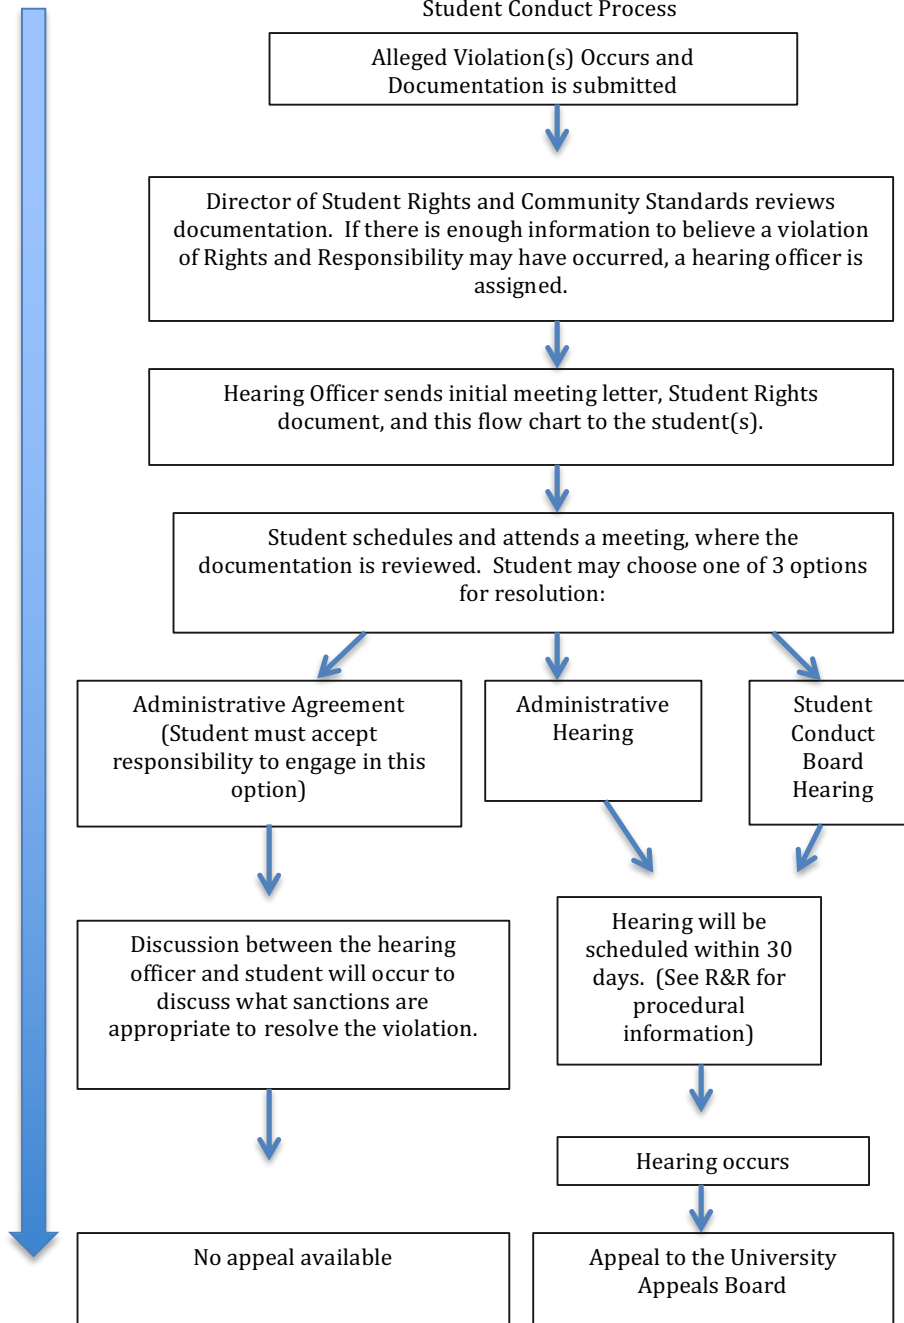 Student Conduct Process
Alleged Violation(s) Occurs and
Documentation is submitted
Director of Student Rights and Community Standards reviews
documentation.  If there is enough information to believe a violation
of Rights and Responsibility may have occurred, a hearing officer is
assigned.
Hearing Officer sends initial meeting letter, Student Rights
document, and this flow chart to the student(s).
Student schedules and attends a meeting, where the
documentation is reviewed.  Student may choose one of 3 options
for resolution:
Administrative Agreement
(Student must accept
responsibility to engage in this
option)
Administrative
Hearing
Student
Conduct
Board
Hearing
Discussion between the hearing
officer and student will occur to
discuss what sanctions are
appropriate to resolve the violation.
Hearing will be
scheduled within 30
days.  (See R&R for
procedural
information)
Hearing occurs
No appeal available
Appeal to the University
Appeals Board